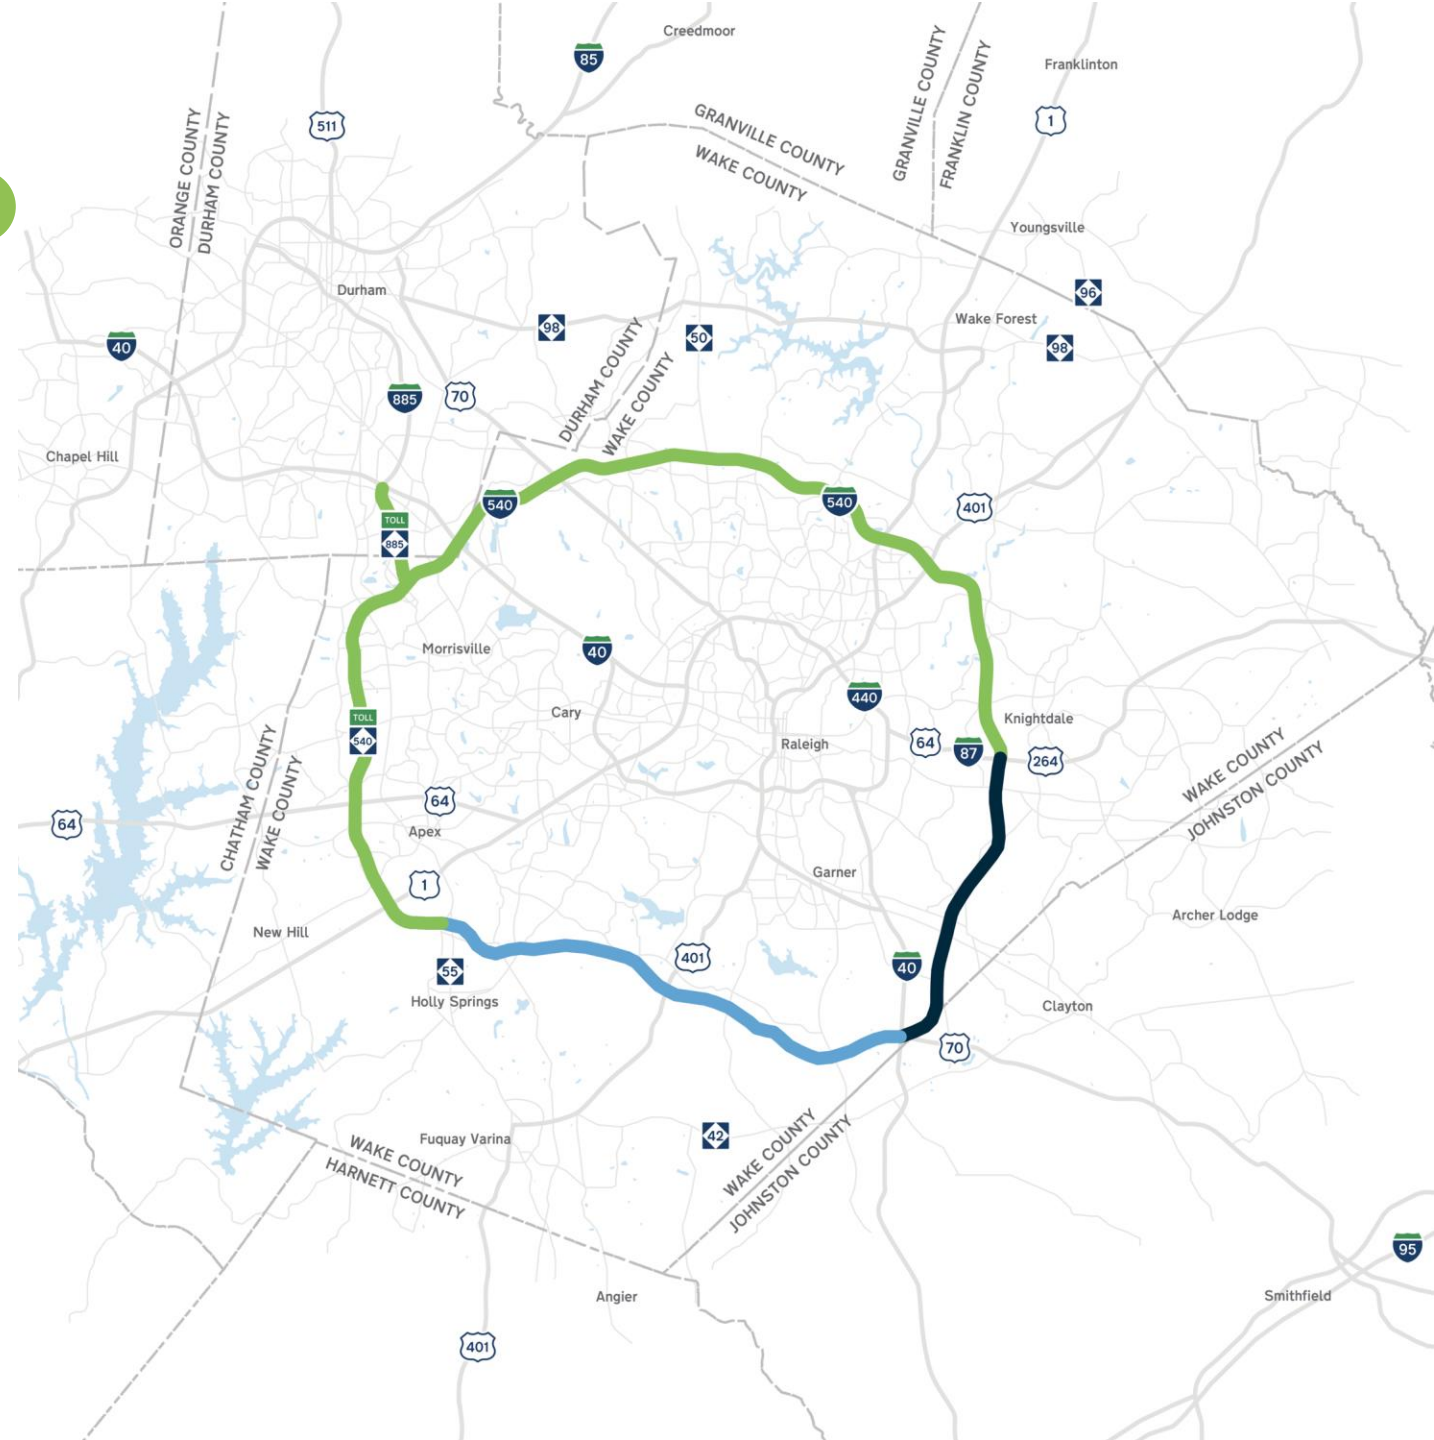 Creedmoor
85
Franklinton
1
511
GRANVILLE COUNTY
WAKE COUNTY
GRANVILLE COUNTY
FRANKLIN COUNTY
ORANGE COUNTY
DURHAM COUNTY
Youngsville
Durham
96
98
50
Wake Forest
98
40
DURHAM COUNTY
WAKE COUNTY
885
70
Chapel Hill
540
540
401
TOLL
885
Morrisville
40
440
Cary
Knightdale
TOLL
540
Raleigh
64
87
264
WAKE COUNTY
JOHNSTON COUNTY
CHATHAM COUNTY
WAKE COUNTY
64
64
Apex
Garner
1
Archer Lodge
New Hill
401
40
55
Holly Springs
Clayton
70
Fuquay Varina
42
WAKE COUNTY
HARNETT COUNTY
WAKE COUNTY
JOHNSTON COUNTY
95
Angier
Smithfield
401